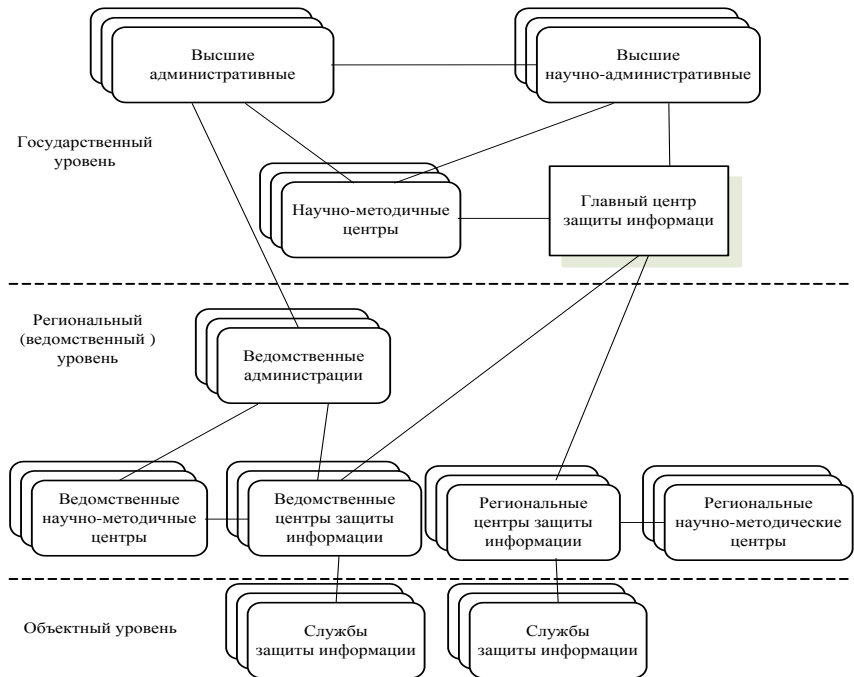 Высшие
административные
Высшие
научно-административные
Государственный
уровень
Научно-методичные
центры
Главный центр
защиты информаци
Региональный
(ведомственный )
уровень
Ведомственные
администрации
Ведомственные
научно-методичные
центры
Ведомственные
центры защиты
информации
Региональные
центры защиты
информации
Региональные
научно-методические
центры
Объектный уровень
Службы
защиты информации
Службы
защиты информации